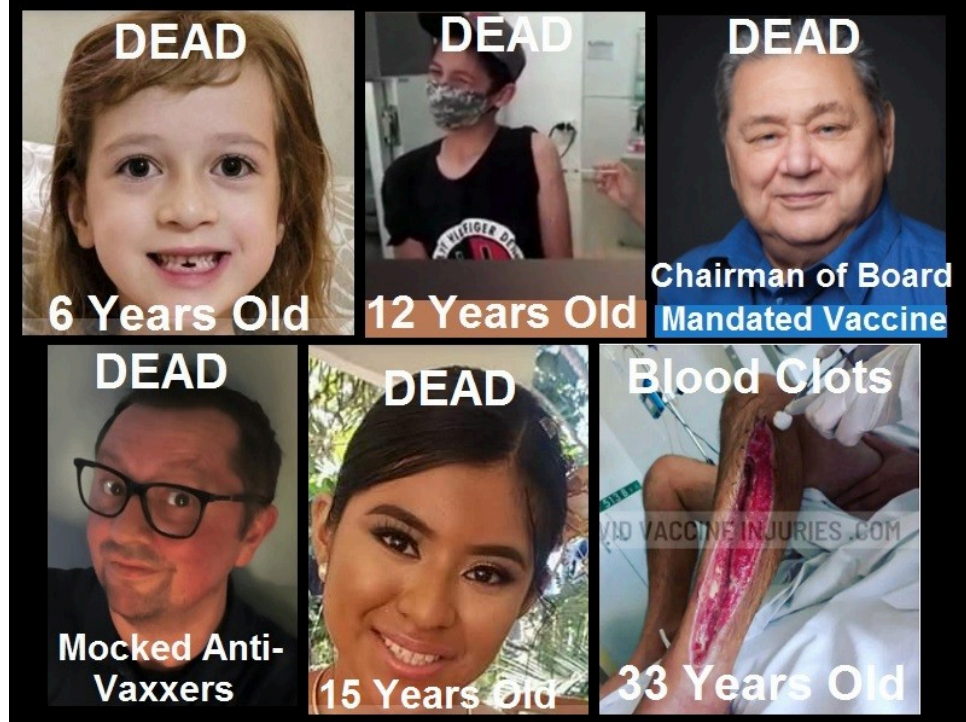 DEAD
6 Years Old
DEAD
12 Years Old
DEAD
Chairman of Board
Mandated Vaccine
DEAD
Mocked Anti-
Vaxxers
DEAD
15 Years Old
Blood Clots
VID VACCINE INJURIES .COM
33 Years Old